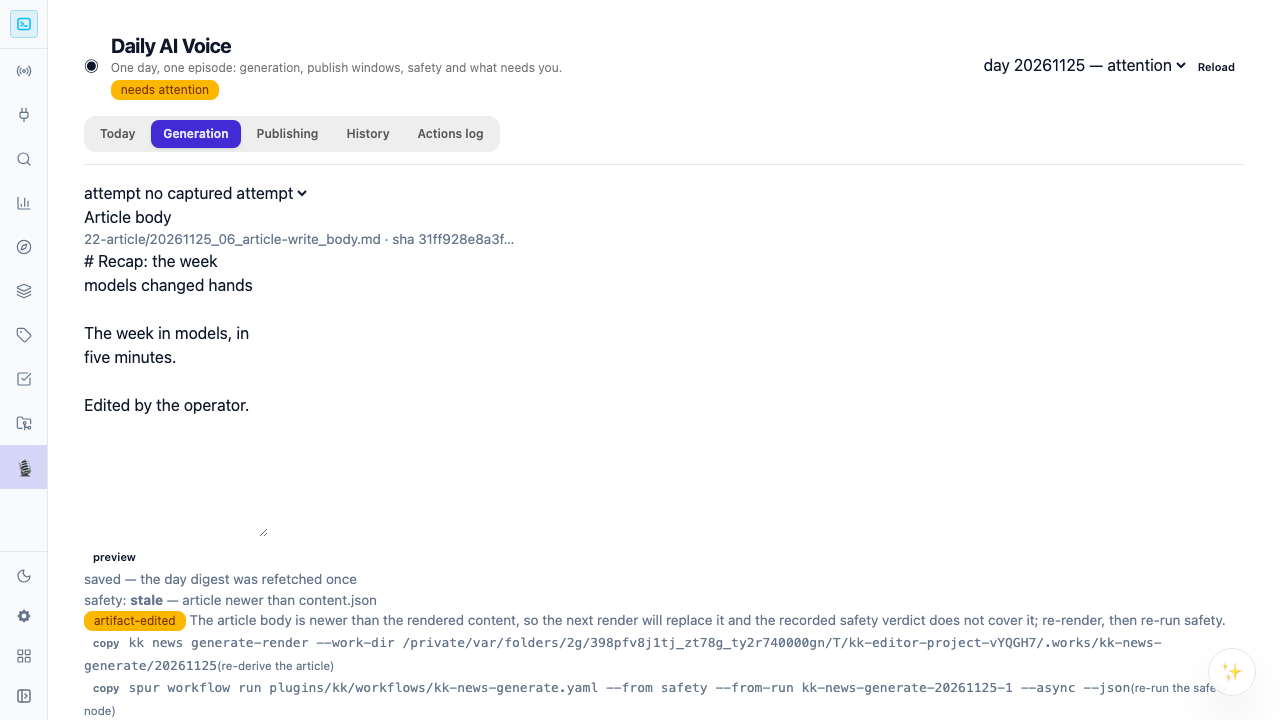 Daily AI Voice
One day, one episode: generation, publish windows, safety and what needs you.
needs attention
day 20261125 — attention
Reload
Today
Generation
Publishing
History
Actions log
attempt no captured attempt
Article body
22-article/20261125_06_article-write_body.md · sha 31ff928e8a3f…
# Recap: the week
models changed hands
The week in models, in
five minutes.
Edited by the operator.
preview
saved — the day digest was refetched once
safety: stale — article newer than content.json
artifact-edited The article body is newer than the rendered content, so the next render will replace it and the recorded safety verdict does not cover it; re-render, then re-run safety.
copy kk news generate-render --work-dir /private/var/folders/2g/398pfv8j1tj_zt78g_ty2r740000gn/T/kk-editor-project-vYQGH7/.works/kk-news-
generate/20261125(re-derive the article)
copy spur workflow run plugins/kk/workflows/kk-news-generate.yaml --from safety --from-run kk-news-generate-20261125-1 --async --json(re-run the safety
node)